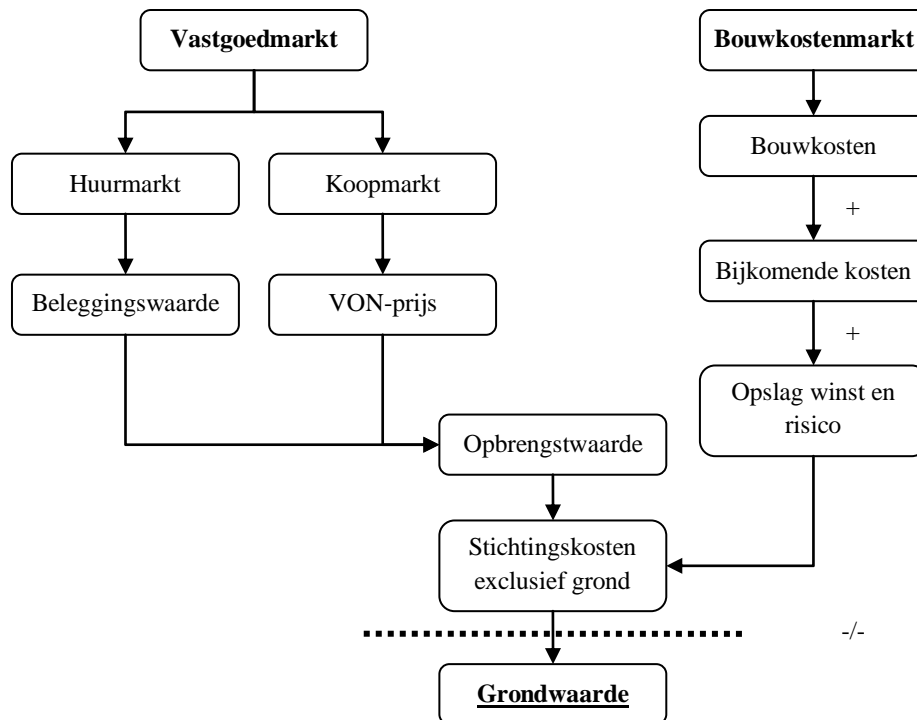 Vastgoedmarkt
Bouwkostenmarkt
Bouwkosten
Huurmarkt
Koopmarkt
+
Bijkomende kosten
Beleggingswaarde
VON-prijs
+
Opslag winst en
risico
Opbrengstwaarde
Stichtingskosten
exclusief grond
-/-
Grondwaarde